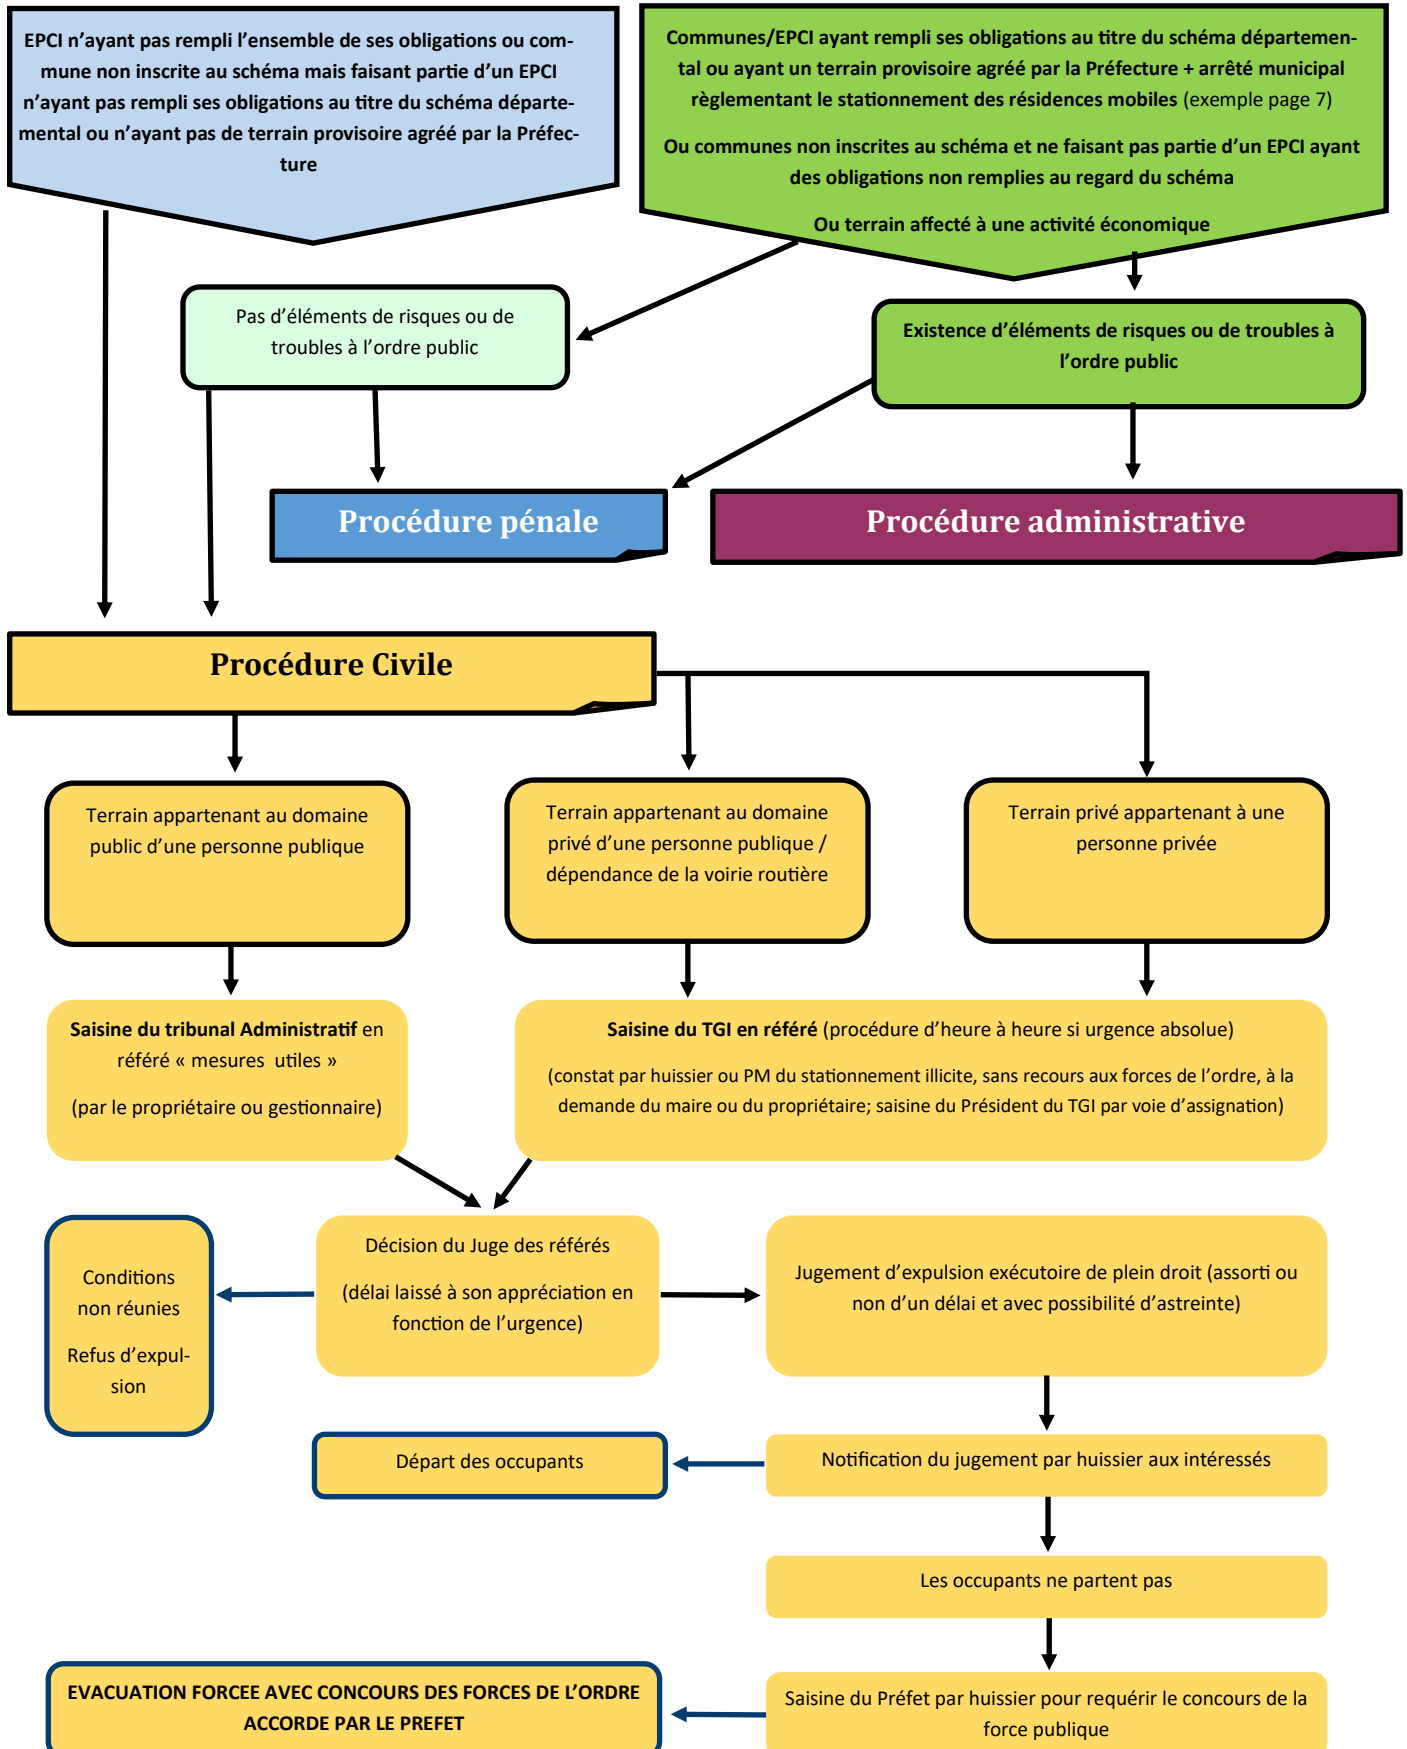 EPCI n'ayant pas rempli l'ensemble de ses obligations ou com-
mune non inscrite au schéma mais faisant partie d'un EPCI
n'ayant pas rempli ses obligations au titre du schéma départe-
mental ou n'ayant pas de terrain provisoire agréé par la Préfec-
ture
Communes/EPCI ayant rempli ses obligations au titre du schéma départemen-
tal ou ayant un terrain provisoire agréé par la Préfecture + arrêté municipal
règlementant le stationnement des résidences mobiles (exemple page 7)
Ou communes non inscrites au schéma et ne faisant pas partie d'un EPCI ayant
des obligations non remplies au regard du schéma
Ou terrain affecté à une activité économique
Pas d'éléments de risques ou de
troubles à l'ordre public
Existence d'éléments de risques ou de troubles à
l'ordre public
Procédure pénale
Procédure administrative
Procédure Civile
Terrain appartenant au domaine
public d'une personne publique
Terrain appartenant au domaine
privé d'une personne publique /
dépendance de la voirie routière
Terrain privé appartenant à une
personne privée
Saisine du tribunal Administratif en
référé « mesures utiles »
(par le propriétaire ou gestionnaire)
Saisine du TGI en référé (procédure d'heure à heure si urgence absolue)
(constat par huissier ou PM du stationnement illicite, sans recours aux forces de l'ordre, à la
demande du maire ou du propriétaire; saisine du Président du TGI par voie d'assignation)
Conditions
non réunies
Refus d'expul-
sion
Décision du Juge des référés
(délai laissé à son appréciation en
fonction de l'urgence)
Jugement d'expulsion exécutoire de plein droit (assorti ou
non d'un délai et avec possibilité d'astreinte)
Départ des occupants
Notification du jugement par huissier aux intéressés
Les occupants ne partent pas
EVACUATION FORCEE AVEC CONCOURS DES FORCES DE L'ORDRE
ACCORDE PAR LE PREFET
Saisine du Préfet par huissier pour requérir le concours de la
force publique